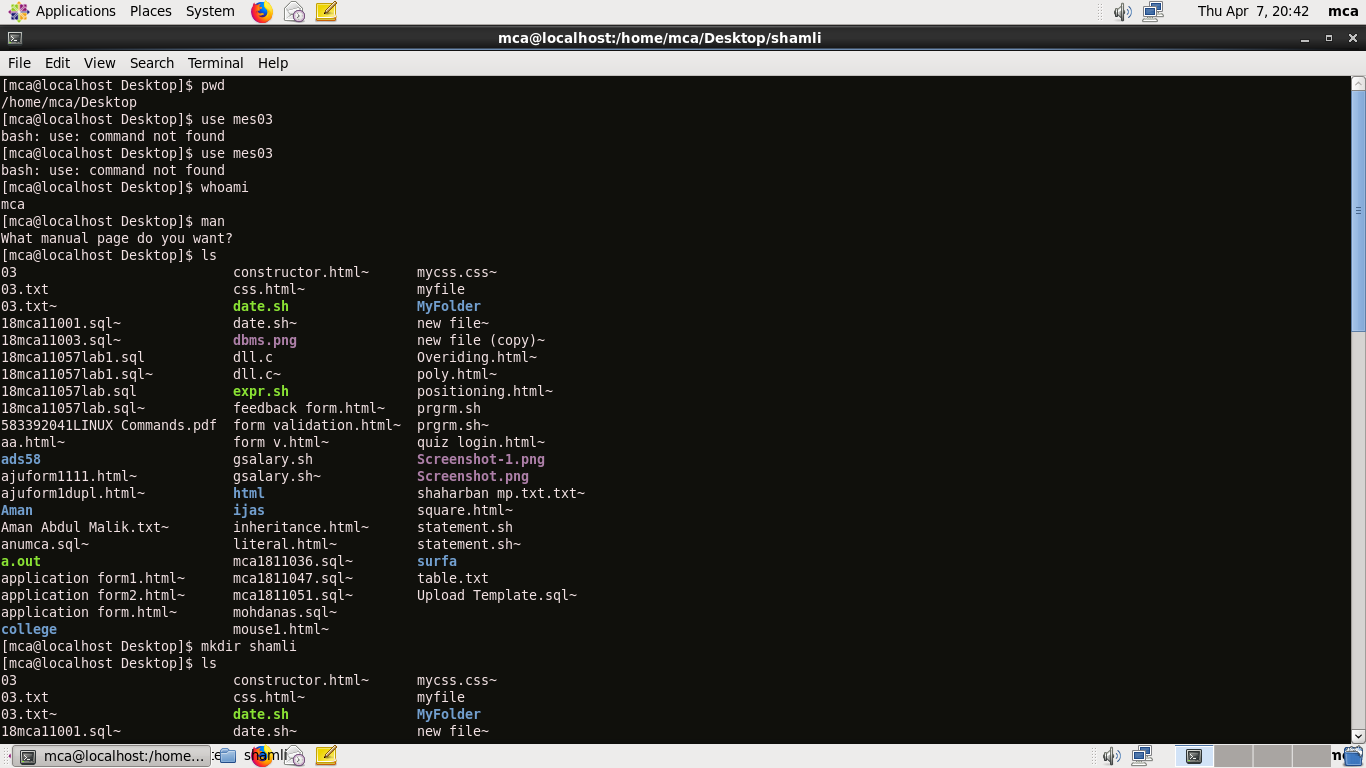 Applications Places System Thu Apr 7, 20:42 mca
mca@localhost:/home/mca/Desktop/shamli
File Edit View Search Terminal Help
[mca@localhost Desktop]$ pwd
/home/mca/Desktop
[mca@localhost Desktop]$ use mes03
bash: use: command not found
[mca@localhost Desktop]$ use mes03
bash: use: command not found
[mca@localhost Desktop]$ whoami
mca
[mca@localhost Desktop]$ man
What manual page do you want?
[mca@localhost Desktop]$ ls
03 constructor.html~ mycss.css~
03.txt css.html~ myfile
03.txt~ date.sh MyFolder
18mca11001.sql~ date.sh~ new file~
18mca11003.sql~ dbms.png new file (copy)~
18mca11057lab1.sql dll.c Overiding.html~
18mca11057lab1.sql~ dll.c~ poly.html~
18mca11057lab.sql expr.sh positioning.html~
18mca11057lab.sql~ feedback form.html~ prgrm.sh
583392041LINUX Commands.pdf form validation.html~ prgrm.sh~
aa.html~ form v.html~ quiz login.html~
ads58 gsalary.sh Screenshot-1.png
ajuform1111.html~ gsalary.sh~ Screenshot.png
ajuform1dupl.html~ html shaharban mp.txt.txt~
Aman ijas square.html~
Aman Abdul Malik.txt~ inheritance.html~ statement.sh
anumca.sql~ literal.html~ statement.sh~
a.out mca1811036.sql~ surfa
application form1.html~ mca1811047.sql~ table.txt
application form2.html~ mca1811051.sql~ Upload Template.sql~
application form.html~ mohdanas.sql~
college mouse1.html~
[mca@localhost Desktop]$ mkdir shamli
[mca@localhost Desktop]$ ls
03 constructor.html~ mycss.css~
03.txt css.html~ myfile
03.txt~ date.sh MyFolder
18mca11001.sql~ date.sh~ new file~
mca@localhost:/home... shamli